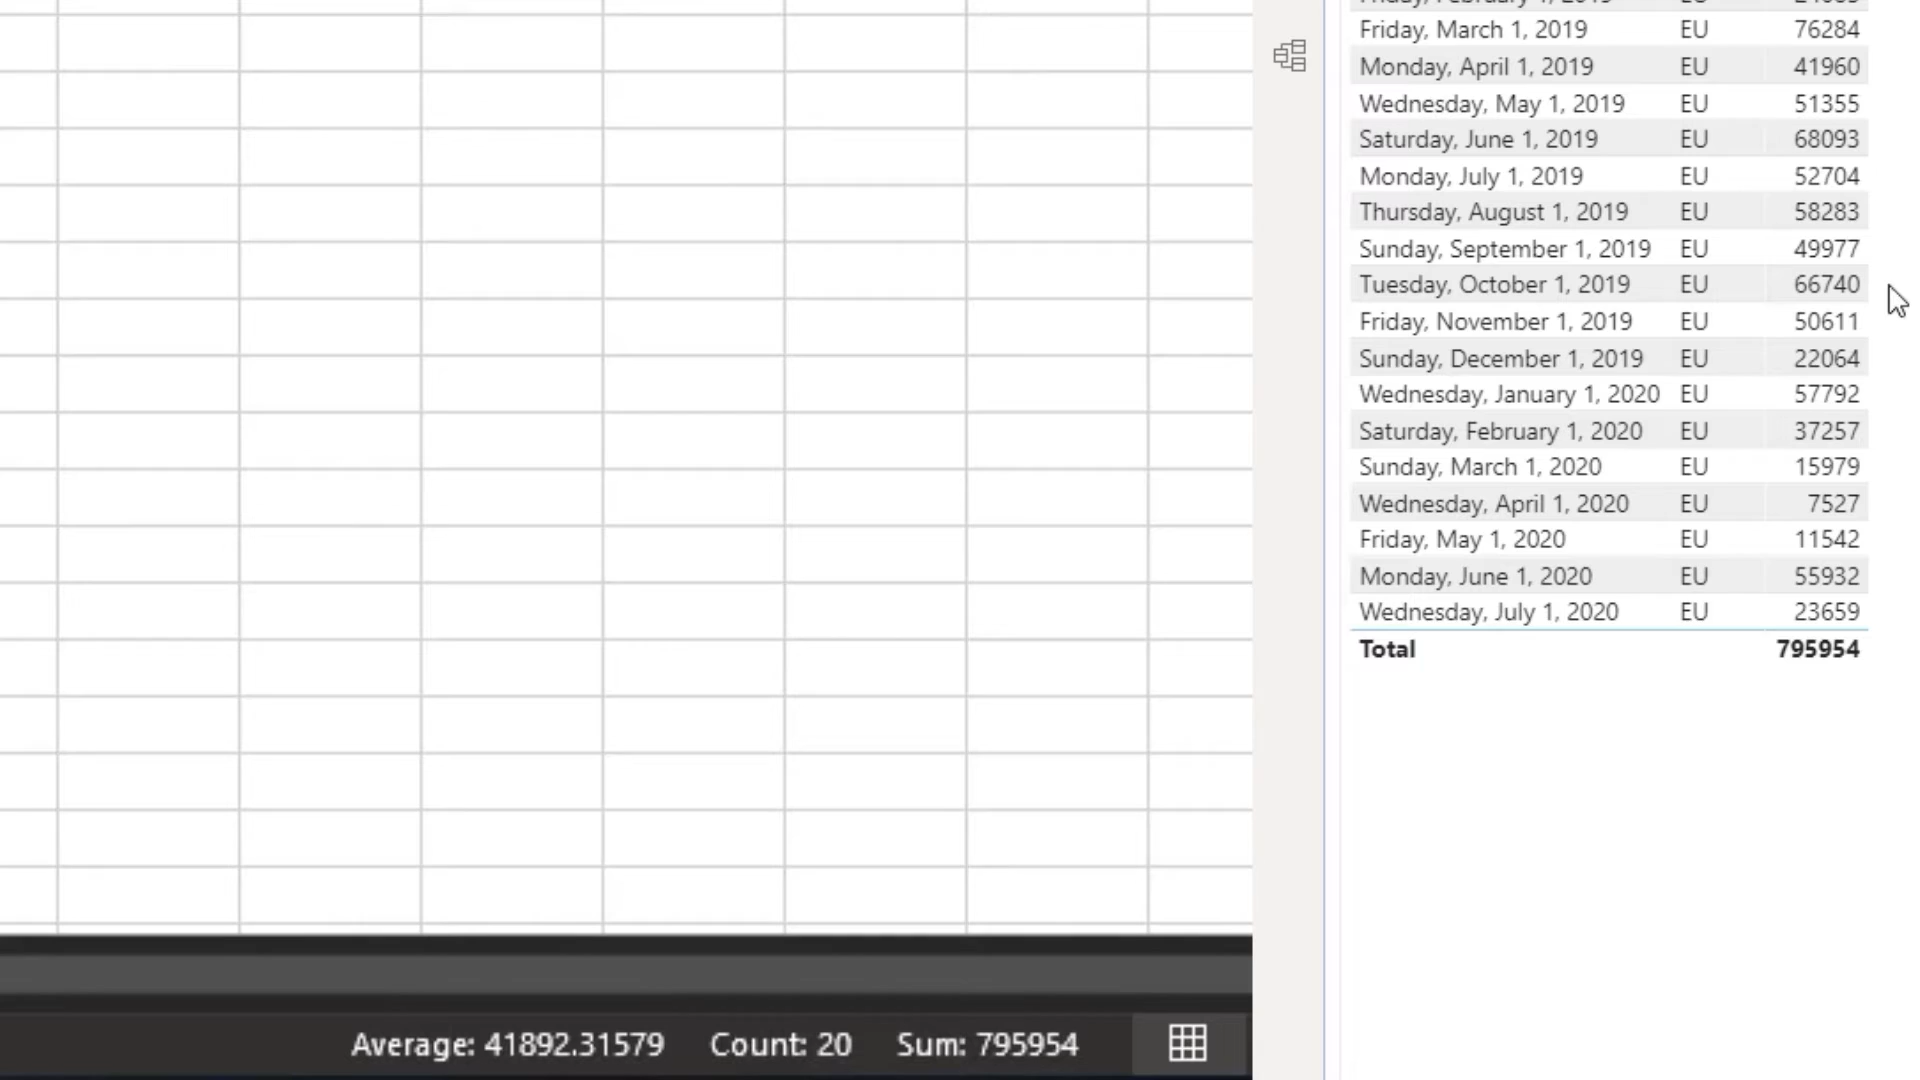 Friday, March 1, 2019 EU 76284
Monday, April 1, 2019 EU 41960
Wednesday, May 1, 2019 EU 51355
Saturday, June 1, 2019 EU 68093
Monday, July 1, 2019 EU 52704
Thursday, August 1, 2019 EU 58283
Sunday, September 1, 2019 EU 49977
Tuesday, October 1, 2019 EU 66740
Friday, November 1, 2019 EU 50611
Sunday, December 1, 2019 EU 22064
Wednesday, January 1, 2020 EU 57792
Saturday, February 1, 2020 EU 37257
Sunday, March 1, 2020 EU 15979
Wednesday, April 1, 2020 EU 7527
Friday, May 1, 2020 EU 11542
Monday, June 1, 2020 EU 55932
Wednesday, July 1, 2020 EU 23659
Total 795954
Average: 41892.31579 Count: 20 Sum: 795954